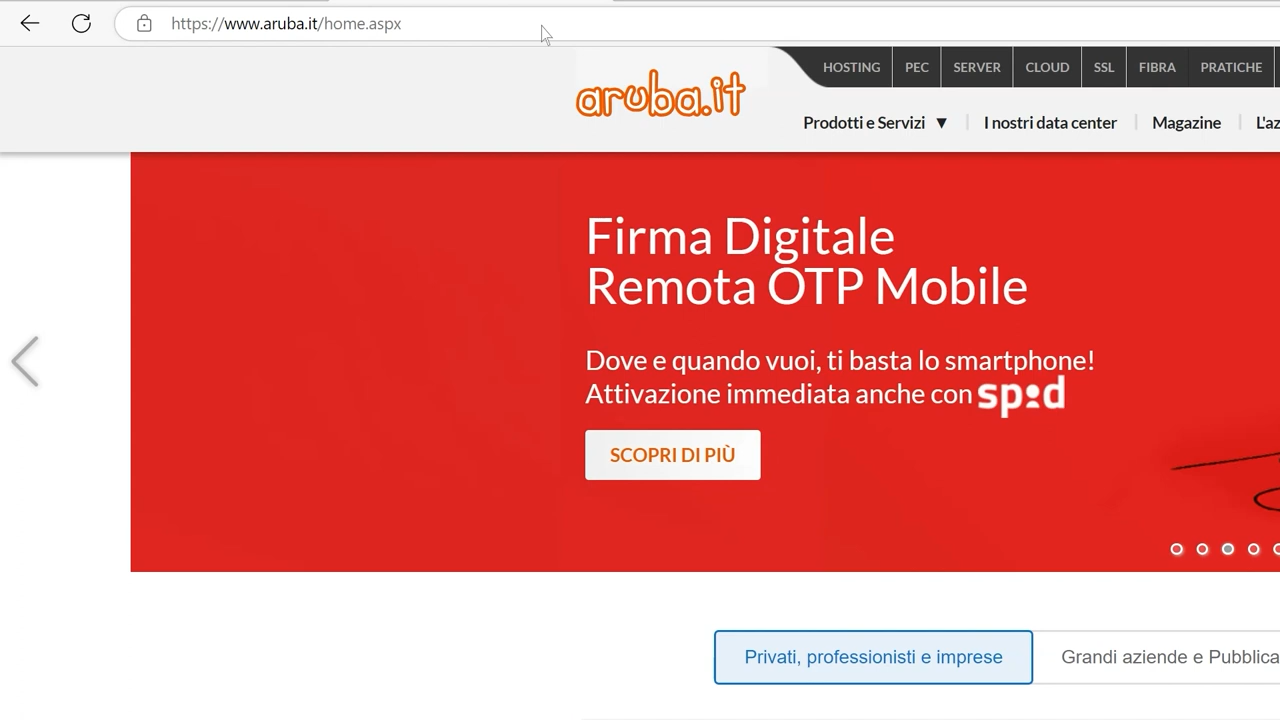 https://www.aruba.it/home.aspx
aruba.it
HOSTING PEC SERVER CLOUD SSL FIBRA PRATICHE
Prodotti e Servizi ▼ I nostri data center Magazine L'az
Firma Digitale
Remota OTP Mobile
Dove e quando vuoi, ti basta lo smartphone!
Attivazione immediata anche con spid
SCOPRI DI PIÙ
Privati, professionisti e imprese Grandi aziende e Pubblica